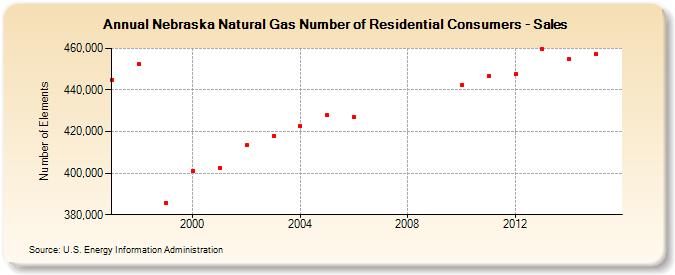 Annual Nebraska Natural Gas Number of Residential Consumers - Sales
Number of Elements
460,000
440,000
420,000
400,000
380,000
2000 2004 2008 2012
Source: U.S. Energy Information Administration